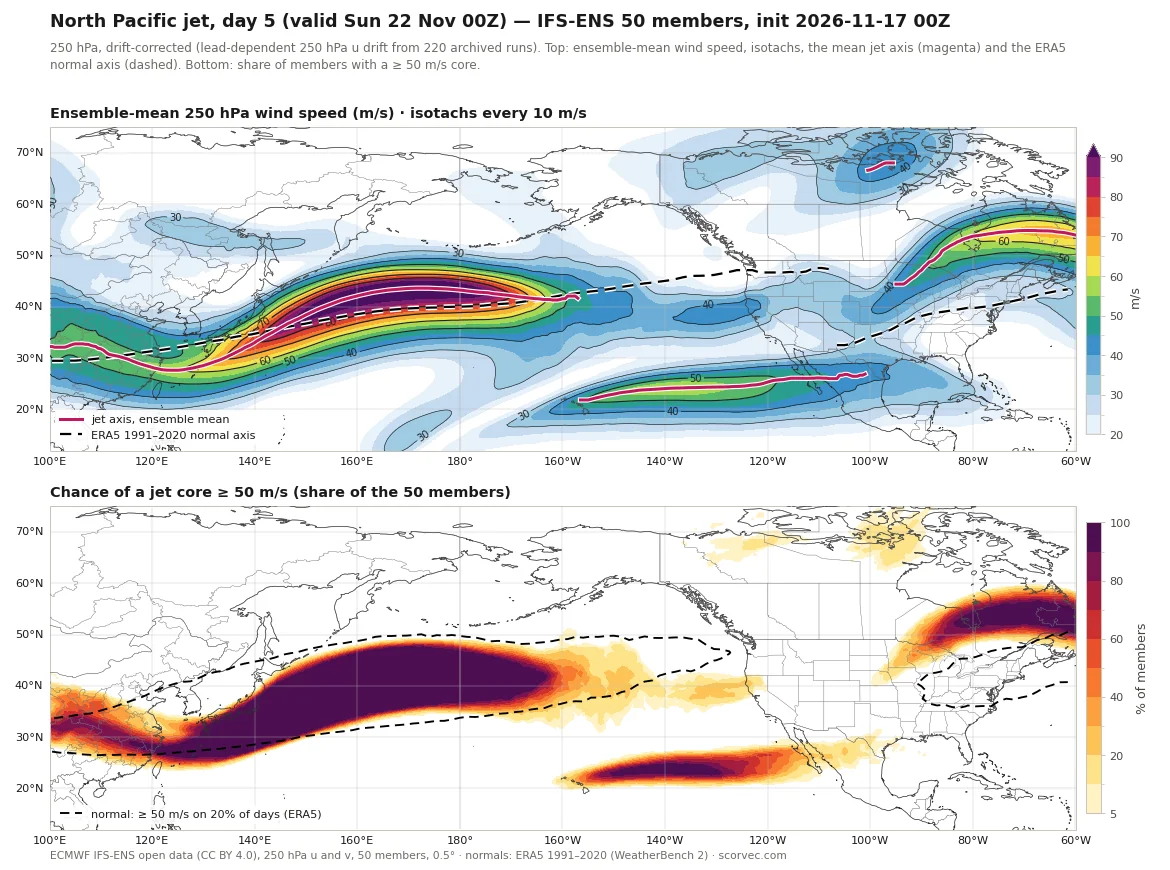 North Pacific jet, day 5 (valid Sun 22 Nov 00Z) — IFS-ENS 50 members, init 2026-11-17 00Z
250 hPa, drift-corrected (lead-dependent 250 hPa u drift from 220 archived runs). Top: ensemble-mean wind speed, isotachs, the mean jet axis (magenta) and the ERA5
normal axis (dashed). Bottom: share of members with a ≥ 50 m/s core.
Ensemble-mean 250 hPa wind speed (m/s) · isotachs every 10 m/s
70°N
60°N
50°N
40°N
30°N
20°N
30
30
70
60
50
40
30
30
50
40
40
40
30
40
60
50
jet axis, ensemble mean
ERA5 1991–2020 normal axis
100°E 120°E 140°E 160°E 180° 160°W 140°W 120°W 100°W 80°W 60°W
90
80
70
60
50
40
30
20
m/s
Chance of a jet core ≥ 50 m/s (share of the 50 members)
70°N
60°N
50°N
40°N
30°N
20°N
normal: ≥ 50 m/s on 20% of days (ERA5)
100°E 120°E 140°E 160°E 180° 160°W 140°W 120°W 100°W 80°W 60°W
100
80
60
40
20
5
% of members
ECMWF IFS-ENS open data (CC BY 4.0), 250 hPa u and v, 50 members, 0.5° · normals: ERA5 1991–2020 (WeatherBench 2) · scorvec.com